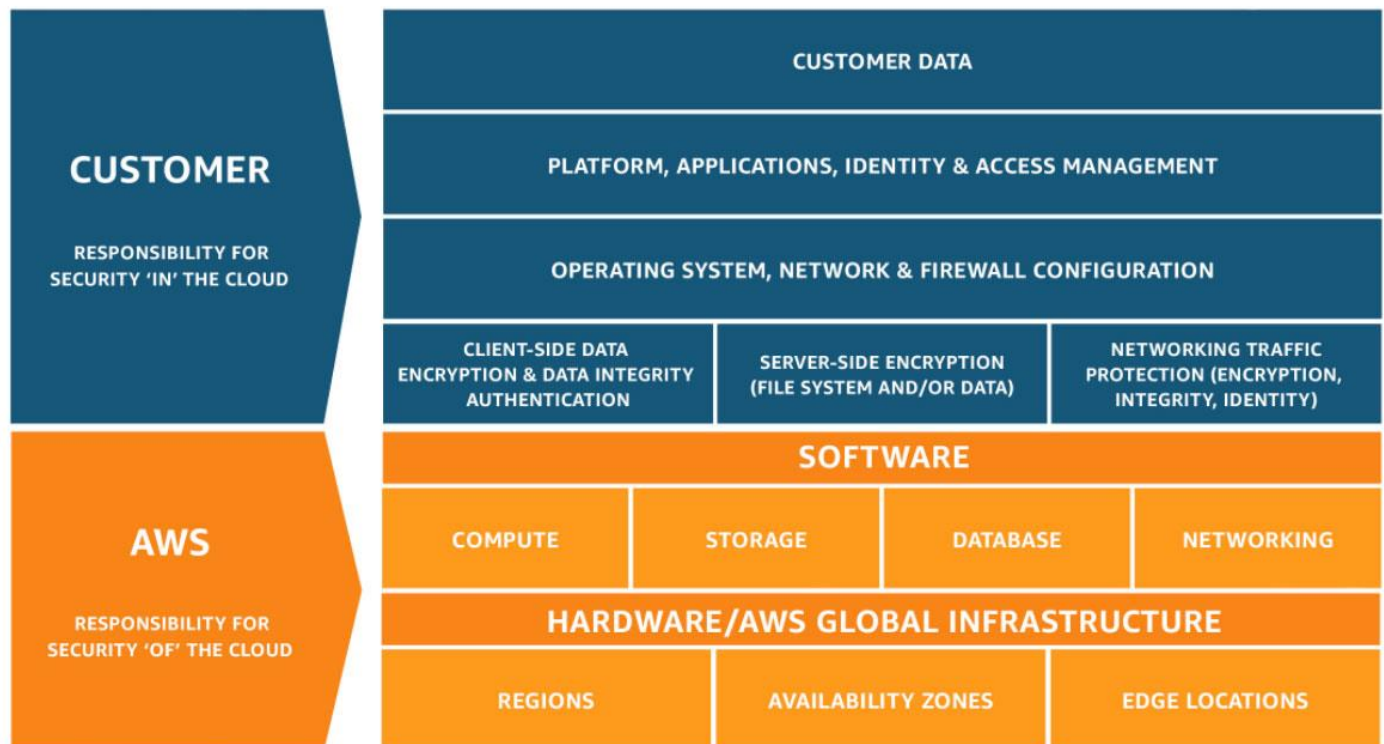 CUSTOMER
RESPONSIBILITY FOR
SECURITY ‘IN’ THE CLOUD
CUSTOMER DATA
PLATFORM, APPLICATIONS, IDENTITY & ACCESS MANAGEMENT
OPERATING SYSTEM, NETWORK & FIREWALL CONFIGURATION
CLIENT-SIDE DATA
ENCRYPTION & DATA INTEGRITY
AUTHENTICATION
SERVER-SIDE ENCRYPTION
(FILE SYSTEM AND/OR DATA)
NETWORKING TRAFFIC
PROTECTION (ENCRYPTION,
INTEGRITY, IDENTITY)
AWS
RESPONSIBILITY FOR
SECURITY ‘OF’ THE CLOUD
SOFTWARE
COMPUTE
STORAGE
DATABASE
NETWORKING
HARDWARE/AWS GLOBAL INFRASTRUCTURE
REGIONS
AVAILABILITY ZONES
EDGE LOCATIONS